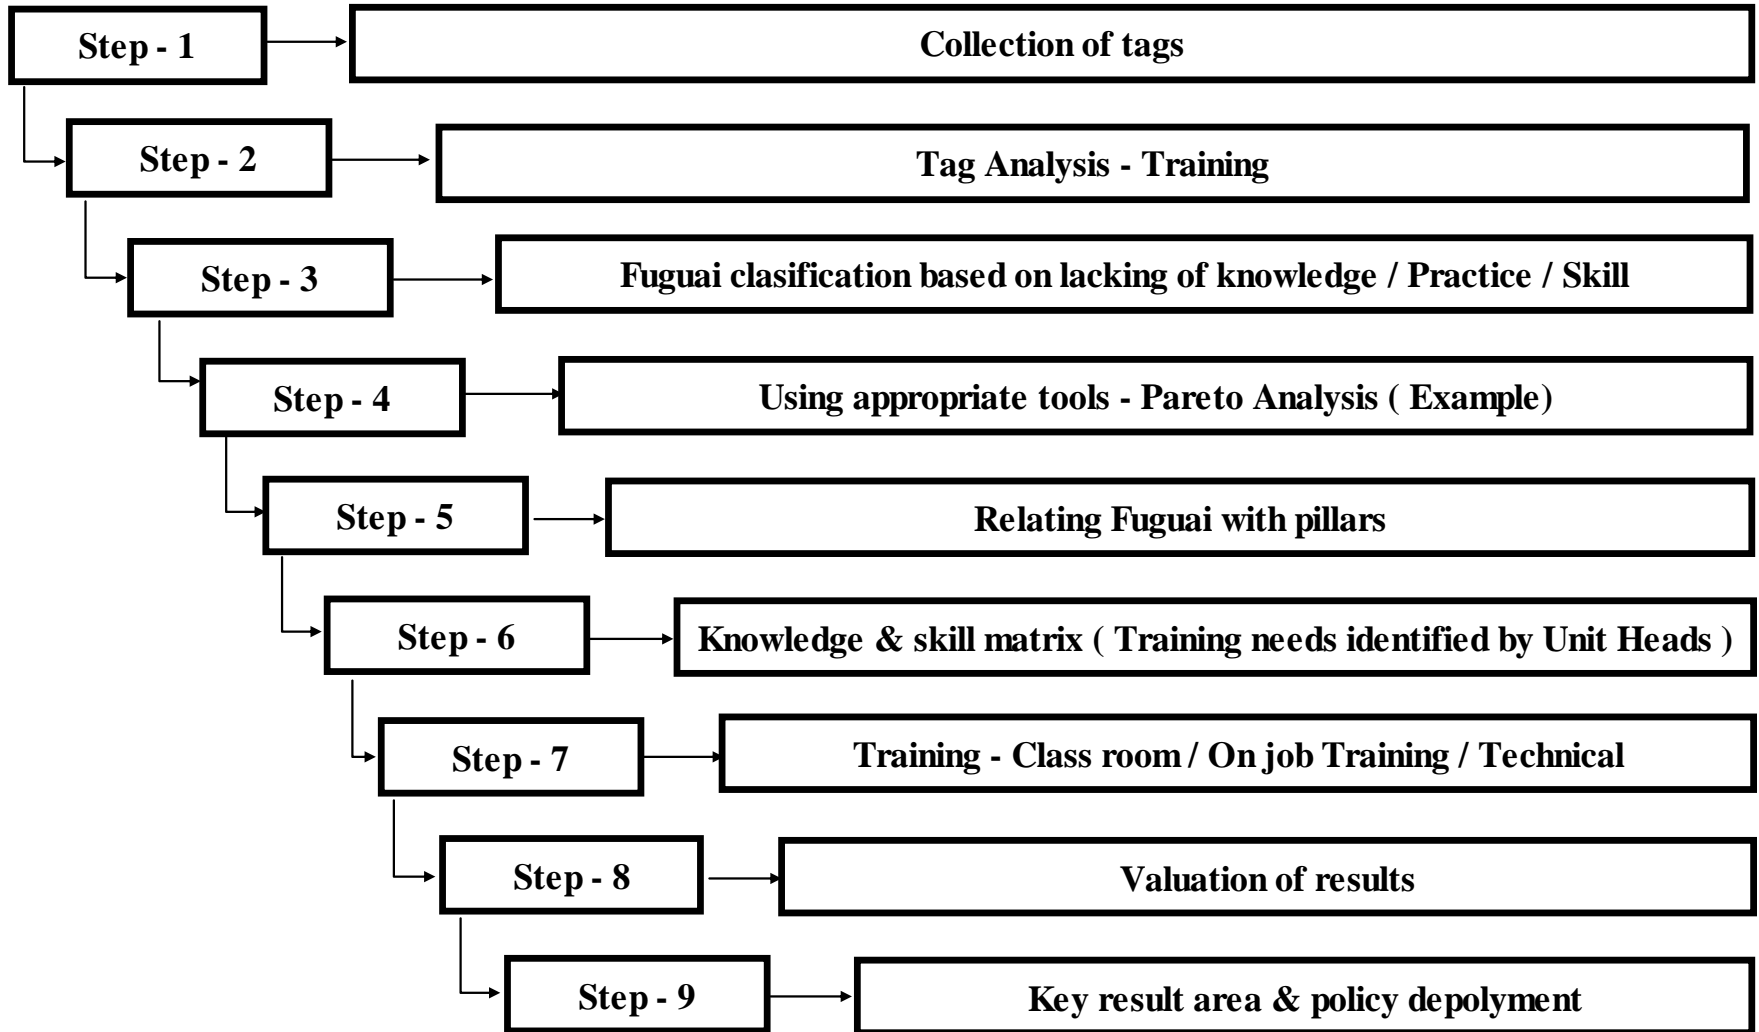 Step - 1
Collection of tags
Step - 2
Tag Analysis - Training
Step - 3
Fuguai clasification based on lacking of knowledge / Practice / Skill
Step - 4
Using appropriate tools - Pareto Analysis ( Example)
Step - 5
Relating Fuguai with pillars
Step - 6
Knowledge & skill matrix ( Training needs identified by Unit Heads )
Step - 7
Training - Class room / On job Training / Technical
Step - 8
Valuation of results
Step - 9
Key result area & policy depolyment